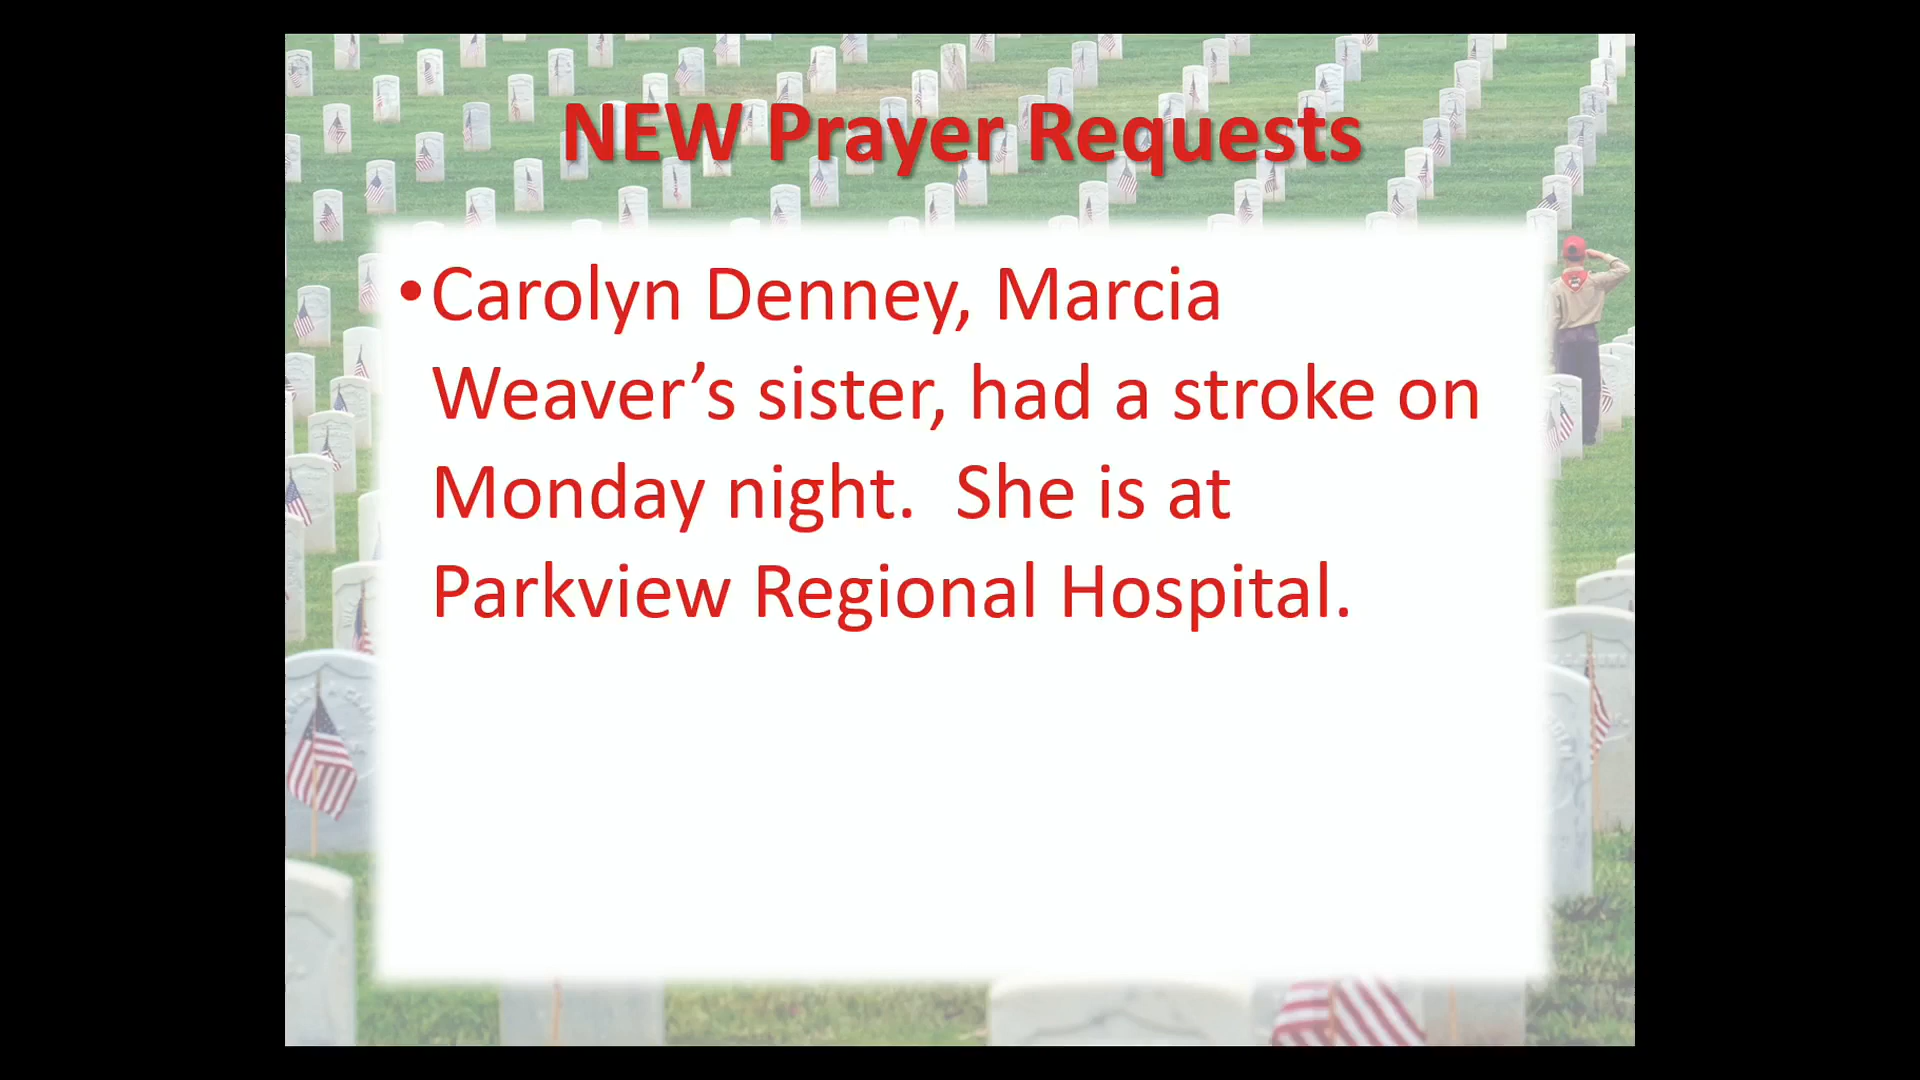 NEW Prayer Requests
•Carolyn Denney, Marcia
Weaver’s sister, had a stroke on
Monday night.  She is at
Parkview Regional Hospital.